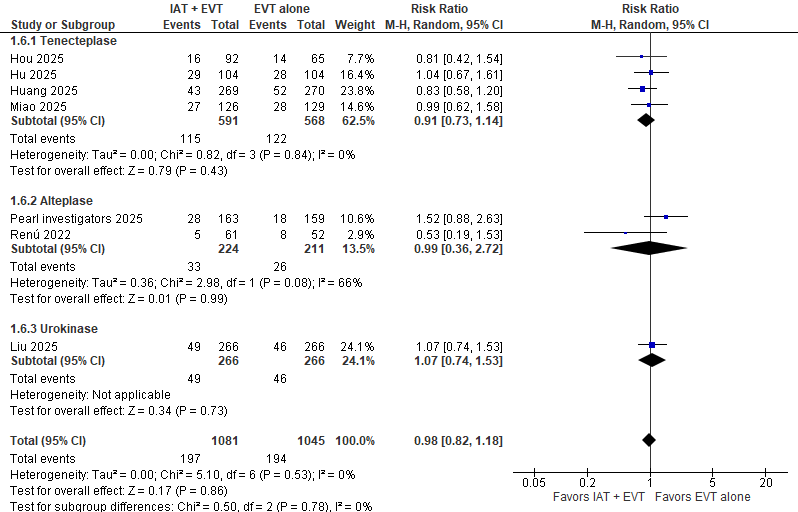 IAT + EVT EVT alone Risk Ratio Risk Ratio
Study or Subgroup Events Total Events Total Weight M-H, Random, 95% CI M-H, Random, 95% CI
1.6.1 Tenecteplase
Hou 2025 16 92 14 65 7.7% 0.81 [0.42, 1.54]
Hu 2025 29 104 28 104 16.4% 1.04 [0.67, 1.61]
Huang 2025 43 269 52 270 23.8% 0.83 [0.58, 1.20]
Miao 2025 27 126 28 129 14.6% 0.99 [0.62, 1.58]
Subtotal (95% CI) 591 568 62.5% 0.91 [0.73, 1.14]
Total events 115 122
Heterogeneity: Tau² = 0.00; Chi² = 0.82, df = 3 (P = 0.84); I² = 0%
Test for overall effect: Z = 0.79 (P = 0.43)
1.6.2 Alteplase
Pearl investigators 2025 28 163 18 159 10.6% 1.52 [0.88, 2.63]
Renú 2022 5 61 8 52 2.9% 0.53 [0.19, 1.53]
Subtotal (95% CI) 224 211 13.5% 0.99 [0.36, 2.72]
Total events 33 26
Heterogeneity: Tau² = 0.36; Chi² = 2.98, df = 1 (P = 0.08); I² = 66%
Test for overall effect: Z = 0.01 (P = 0.99)
1.6.3 Urokinase
Liu 2025 49 266 46 266 24.1% 1.07 [0.74, 1.53]
Subtotal (95% CI) 266 266 24.1% 1.07 [0.74, 1.53]
Total events 49 46
Heterogeneity: Not applicable
Test for overall effect: Z = 0.34 (P = 0.73)
Total (95% CI) 1081 1045 100.0% 0.98 [0.82, 1.18]
Total events 197 194
Heterogeneity: Tau² = 0.00; Chi² = 5.10, df = 6 (P = 0.53); I² = 0%
Test for overall effect: Z = 0.17 (P = 0.86)
Test for subgroup differences: Chi² = 0.50, df = 2 (P = 0.78), I² = 0%
0.05 0.2 1 5 20
Favors IAT + EVT Favors EVT alone